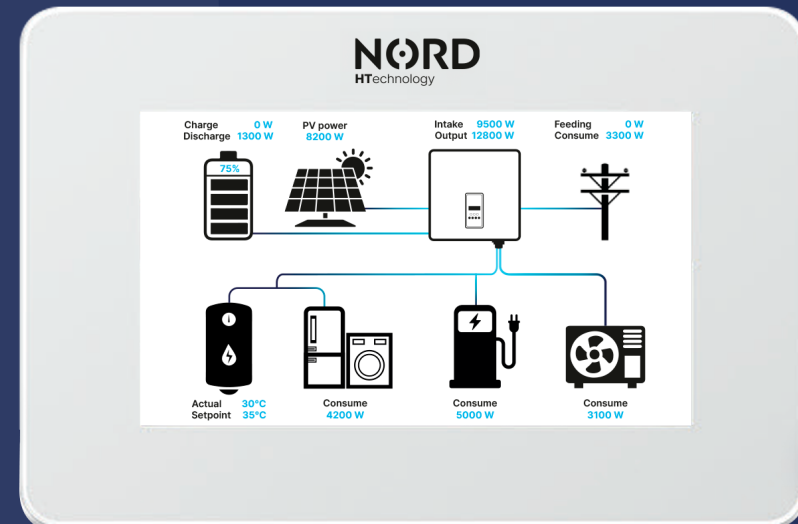 NORD
HTechnology
Charge 0 W
Discharge 1300 W
PV power
8200 W
Intake 9500 W
Output 12800 W
Feeding 0 W
Consume 3300 W
75%
Actual 30°C
Setpoint 35°C
Consume
4200 W
Consume
5000 W
Consume
3100 W